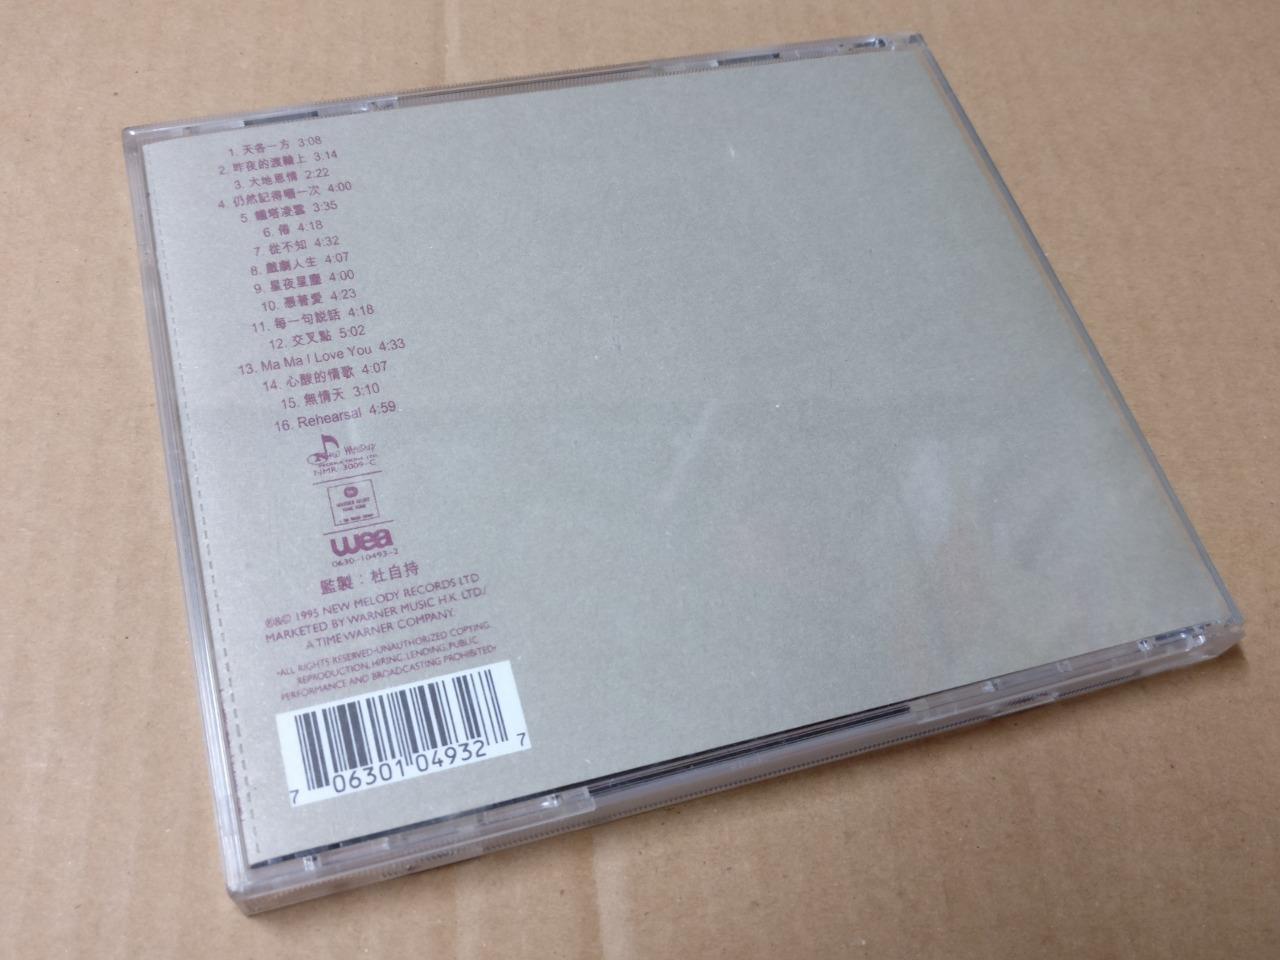 1. 天各一方 3:08
2. 昨夜的渡輪上 3:14
3. 大地恩情 2:22
4. 仍然記得嗰一次 4:00
5. 鐵塔凌雲 3:35
6. 倦 4:18
7. 從不知 4:32
8. 戲劇人生 4:07
9. 星夜星塵 4:00
10. 憑著愛 4:23
11. 每一句說話 4:18
12. 交叉點 5:02
13. Ma Ma I Love You 4:33
14. 心酸的情歌 4:07
15. 無情天 3:10
16. Rehearsal 4:59
New Melody
PRODUCTIONS LTD.
NMR-3009-C
wea
0630-10493-2
監製：杜自持
℗&© 1995 NEW MELODY RECORDS LTD
MARKETED BY WARNER MUSIC H.K. LTD./
A TIME WARNER COMPANY.
•ALL RIGHTS RESERVED•UNAUTHORIZED COPYING,
REPRODUCTION, HIRING, LENDING, PUBLIC
PERFORMANCE AND BROADCASTING PROHIBITED•
7 06301 04932 7